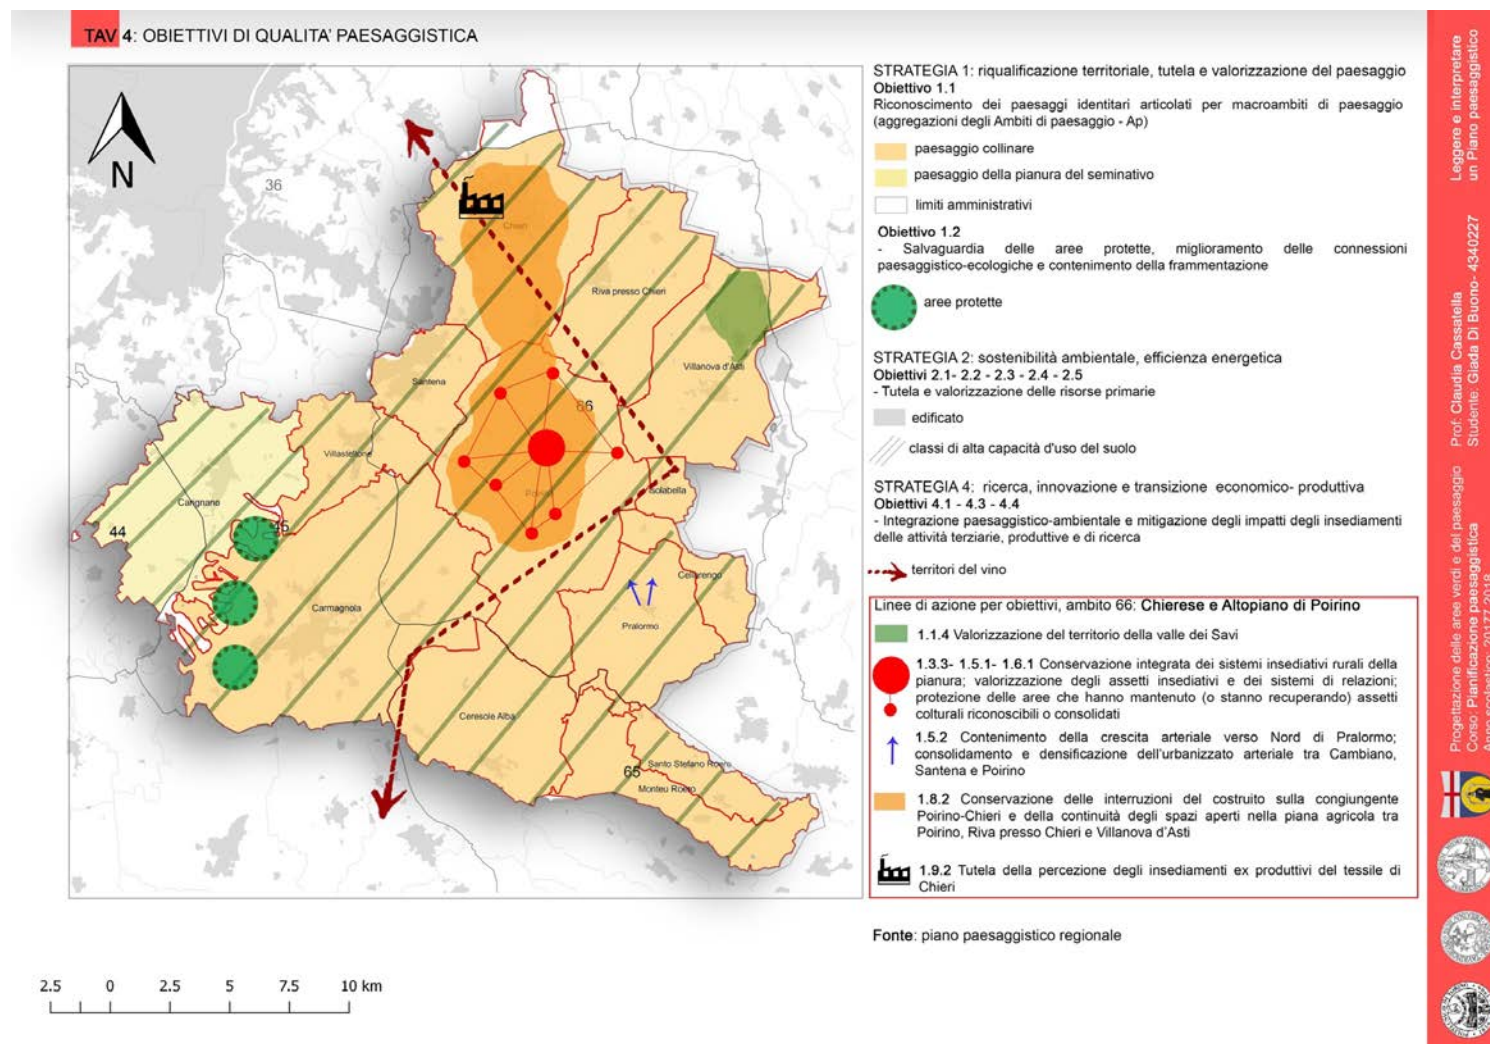 TAV 4: OBIETTIVI DI QUALITA' PAESAGGISTICA
N
36
Chieri
Riva presso Chieri
Villanova d'Asti
Santena
66
Villastellone
Carignano
44
45
Isolabella
Cellarengo
Carmagnola
Pralormo
Ceresole Alba
Santo Stefano Roero
65
Monteu Roero
2.5 0 2.5 5 7.5 10 km
STRATEGIA 1: riqualificazione territoriale, tutela e valorizzazione del paesaggio
Obiettivo 1.1
Riconoscimento dei paesaggi identitari articolati per macroambiti di paesaggio
(aggregazioni degli Ambiti di paesaggio - Ap)
paesaggio collinare
paesaggio della pianura del seminativo
limiti amministrativi
Obiettivo 1.2
- Salvaguardia delle aree protette, miglioramento delle connessioni
paesaggistico-ecologiche e contenimento della frammentazione
aree protette
STRATEGIA 2: sostenibilità ambientale, efficienza energetica
Obiettivi 2.1- 2.2 - 2.3 - 2.4 - 2.5
- Tutela e valorizzazione delle risorse primarie
edificato
classi di alta capacità d'uso del suolo
STRATEGIA 4: ricerca, innovazione e transizione economico- produttiva
Obiettivi 4.1 - 4.3 - 4.4
- Integrazione paesaggistico-ambientale e mitigazione degli impatti degli insediamenti
delle attività terziarie, produttive e di ricerca
territori del vino
Linee di azione per obiettivi, ambito 66: Chierese e Altopiano di Poirino
1.1.4 Valorizzazione del territorio della valle dei Savi
1.3.3- 1.5.1- 1.6.1 Conservazione integrata dei sistemi insediativi rurali della
pianura; valorizzazione degli assetti insediativi e dei sistemi di relazioni;
protezione delle aree che hanno mantenuto (o stanno recuperando) assetti
colturali riconoscibili o consolidati
1.5.2 Contenimento della crescita arteriale verso Nord di Pralormo;
consolidamento e densificazione dell'urbanizzato arteriale tra Cambiano,
Santena e Poirino
1.8.2 Conservazione delle interruzioni del costruito sulla congiungente
Poirino-Chieri e della continuità degli spazi aperti nella piana agricola tra
Poirino, Riva presso Chieri e Villanova d'Asti
1.9.2 Tutela della percezione degli insediamenti ex produttivi del tessile di
Chieri
Fonte: piano paesaggistico regionale
Leggere e interpretare
un Piano paesaggistico
Prof: Claudia Cassatella
Studente: Giada Di Buono- 4340227
Progettazione delle aree verdi e del paesaggio
Corso: Pianificazione paesaggistica
Anno scolastico: 20177-2018